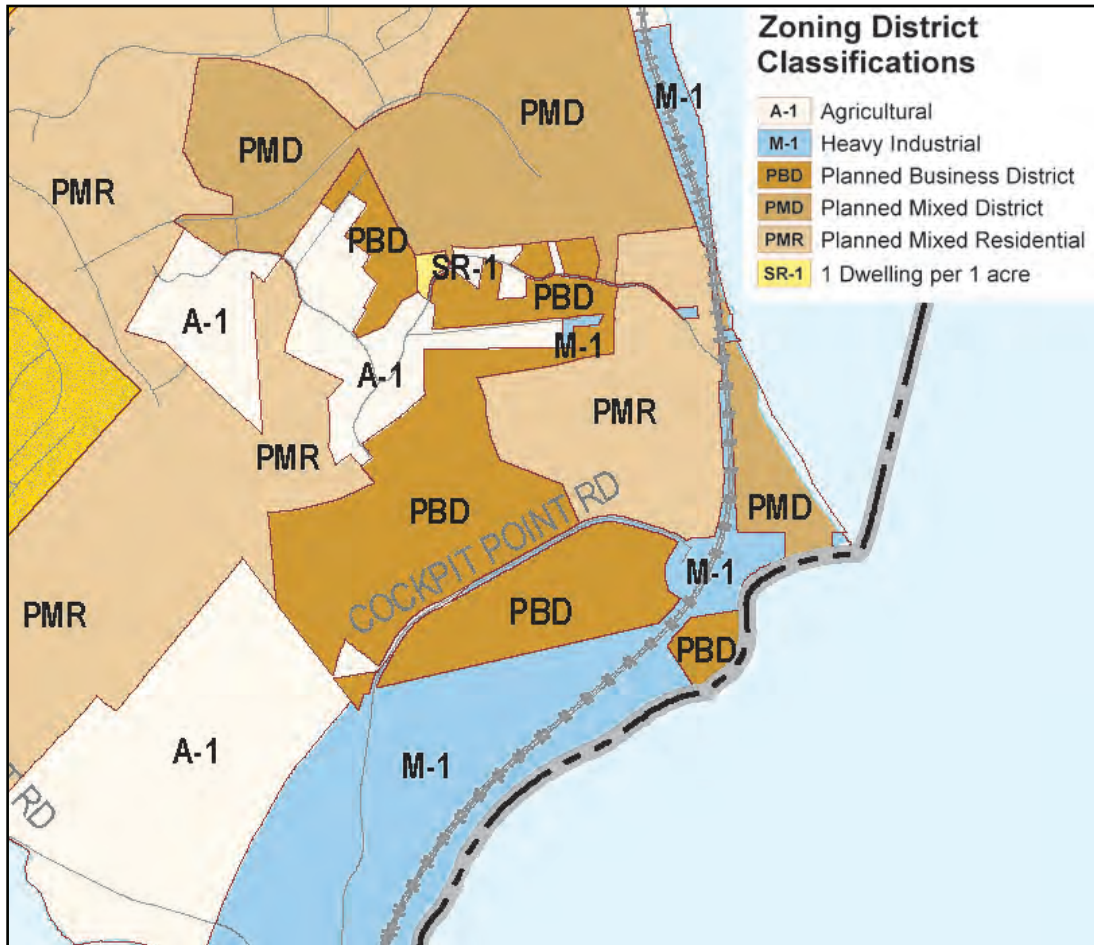 Zoning District
Classifications
A-1 Agricultural
M-1 Heavy Industrial
PBD Planned Business District
PMD Planned Mixed District
PMR Planned Mixed Residential
SR-1 1 Dwelling per 1 acre
M-1
PMD
PMD
PMR
PBD
SR-1
PBD
A-1
M-1
A-1
PMR
PMR
PBD
PMD
COCKPIT POINT RD
M-1
PBD
PMR
PBD
A-1
M-1
RD